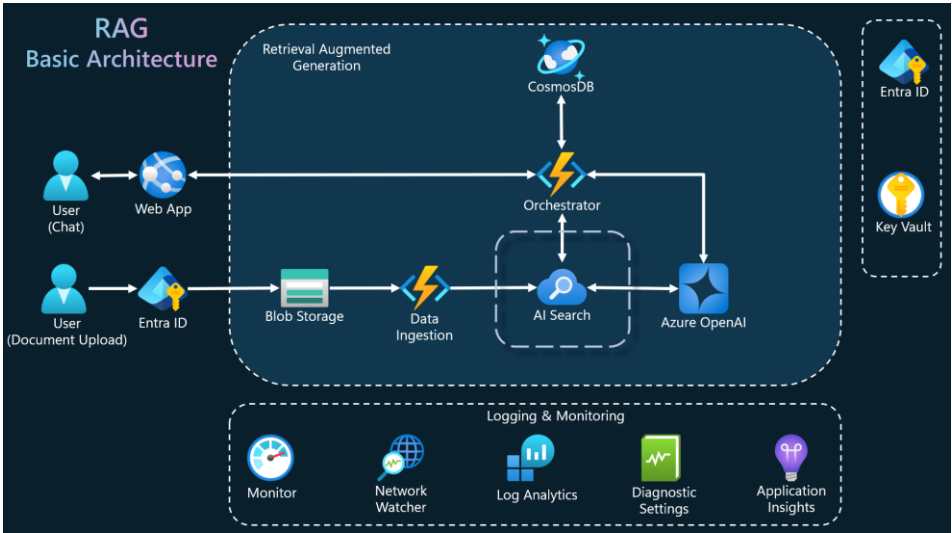 RAG
Basic Architecture
Retrieval Augmented
Generation
CosmosDB
Entra ID
User
(Chat)
Web App
Orchestrator
Key Vault
User
(Document Upload)
Entra ID
Blob Storage
Data
Ingestion
AI Search
Azure OpenAI
Logging & Monitoring
Monitor
Network
Watcher
Log Analytics
Diagnostic
Settings
Application
Insights